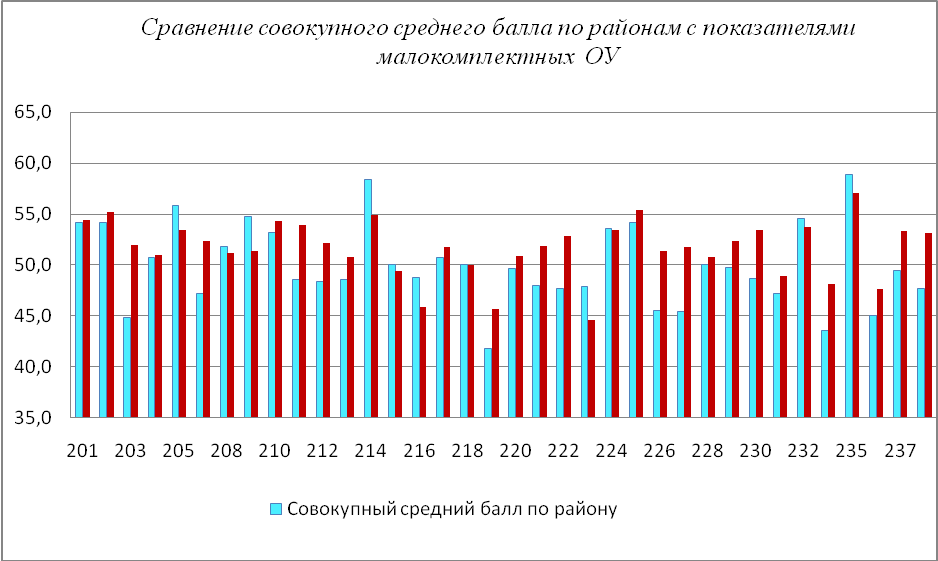 Сравнение совокупного среднего балла по районам с показателями
малокомплектных ОУ
65,0
60,0
55,0
50,0
45,0
40,0
35,0
201 203 205 208 210 212 214 216 218 220 222 224 226 228 230 232 235 237
Совокупный средний балл по району